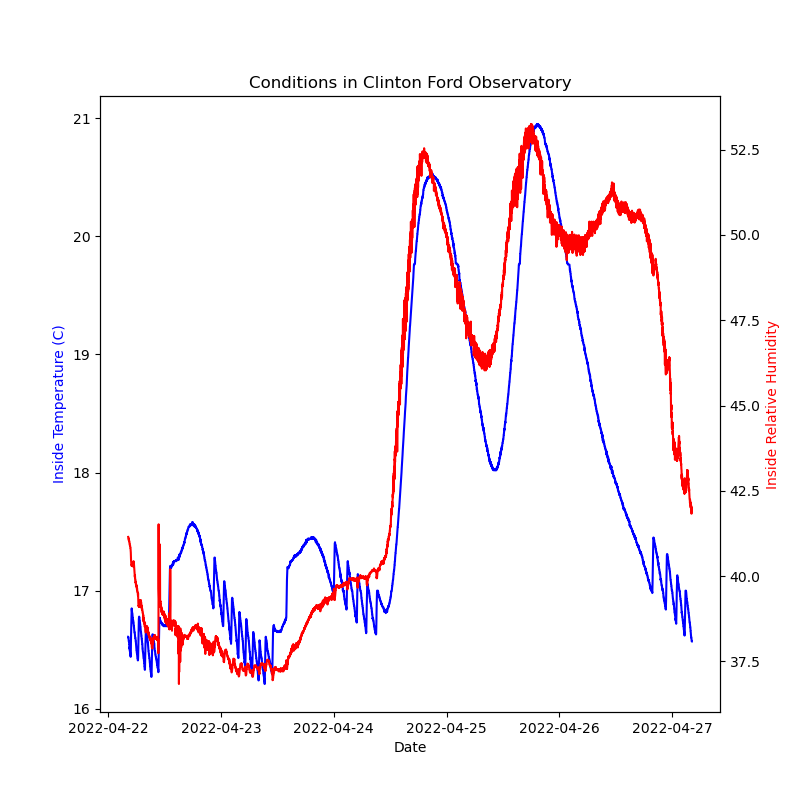 Conditions in Clinton Ford Observatory
21
20
19
18
17
16
Inside Temperature (C)
52.5
50.0
47.5
45.0
42.5
40.0
37.5
Inside Relative Humidity
2022-04-22 2022-04-23 2022-04-24 2022-04-25 2022-04-26 2022-04-27
Date